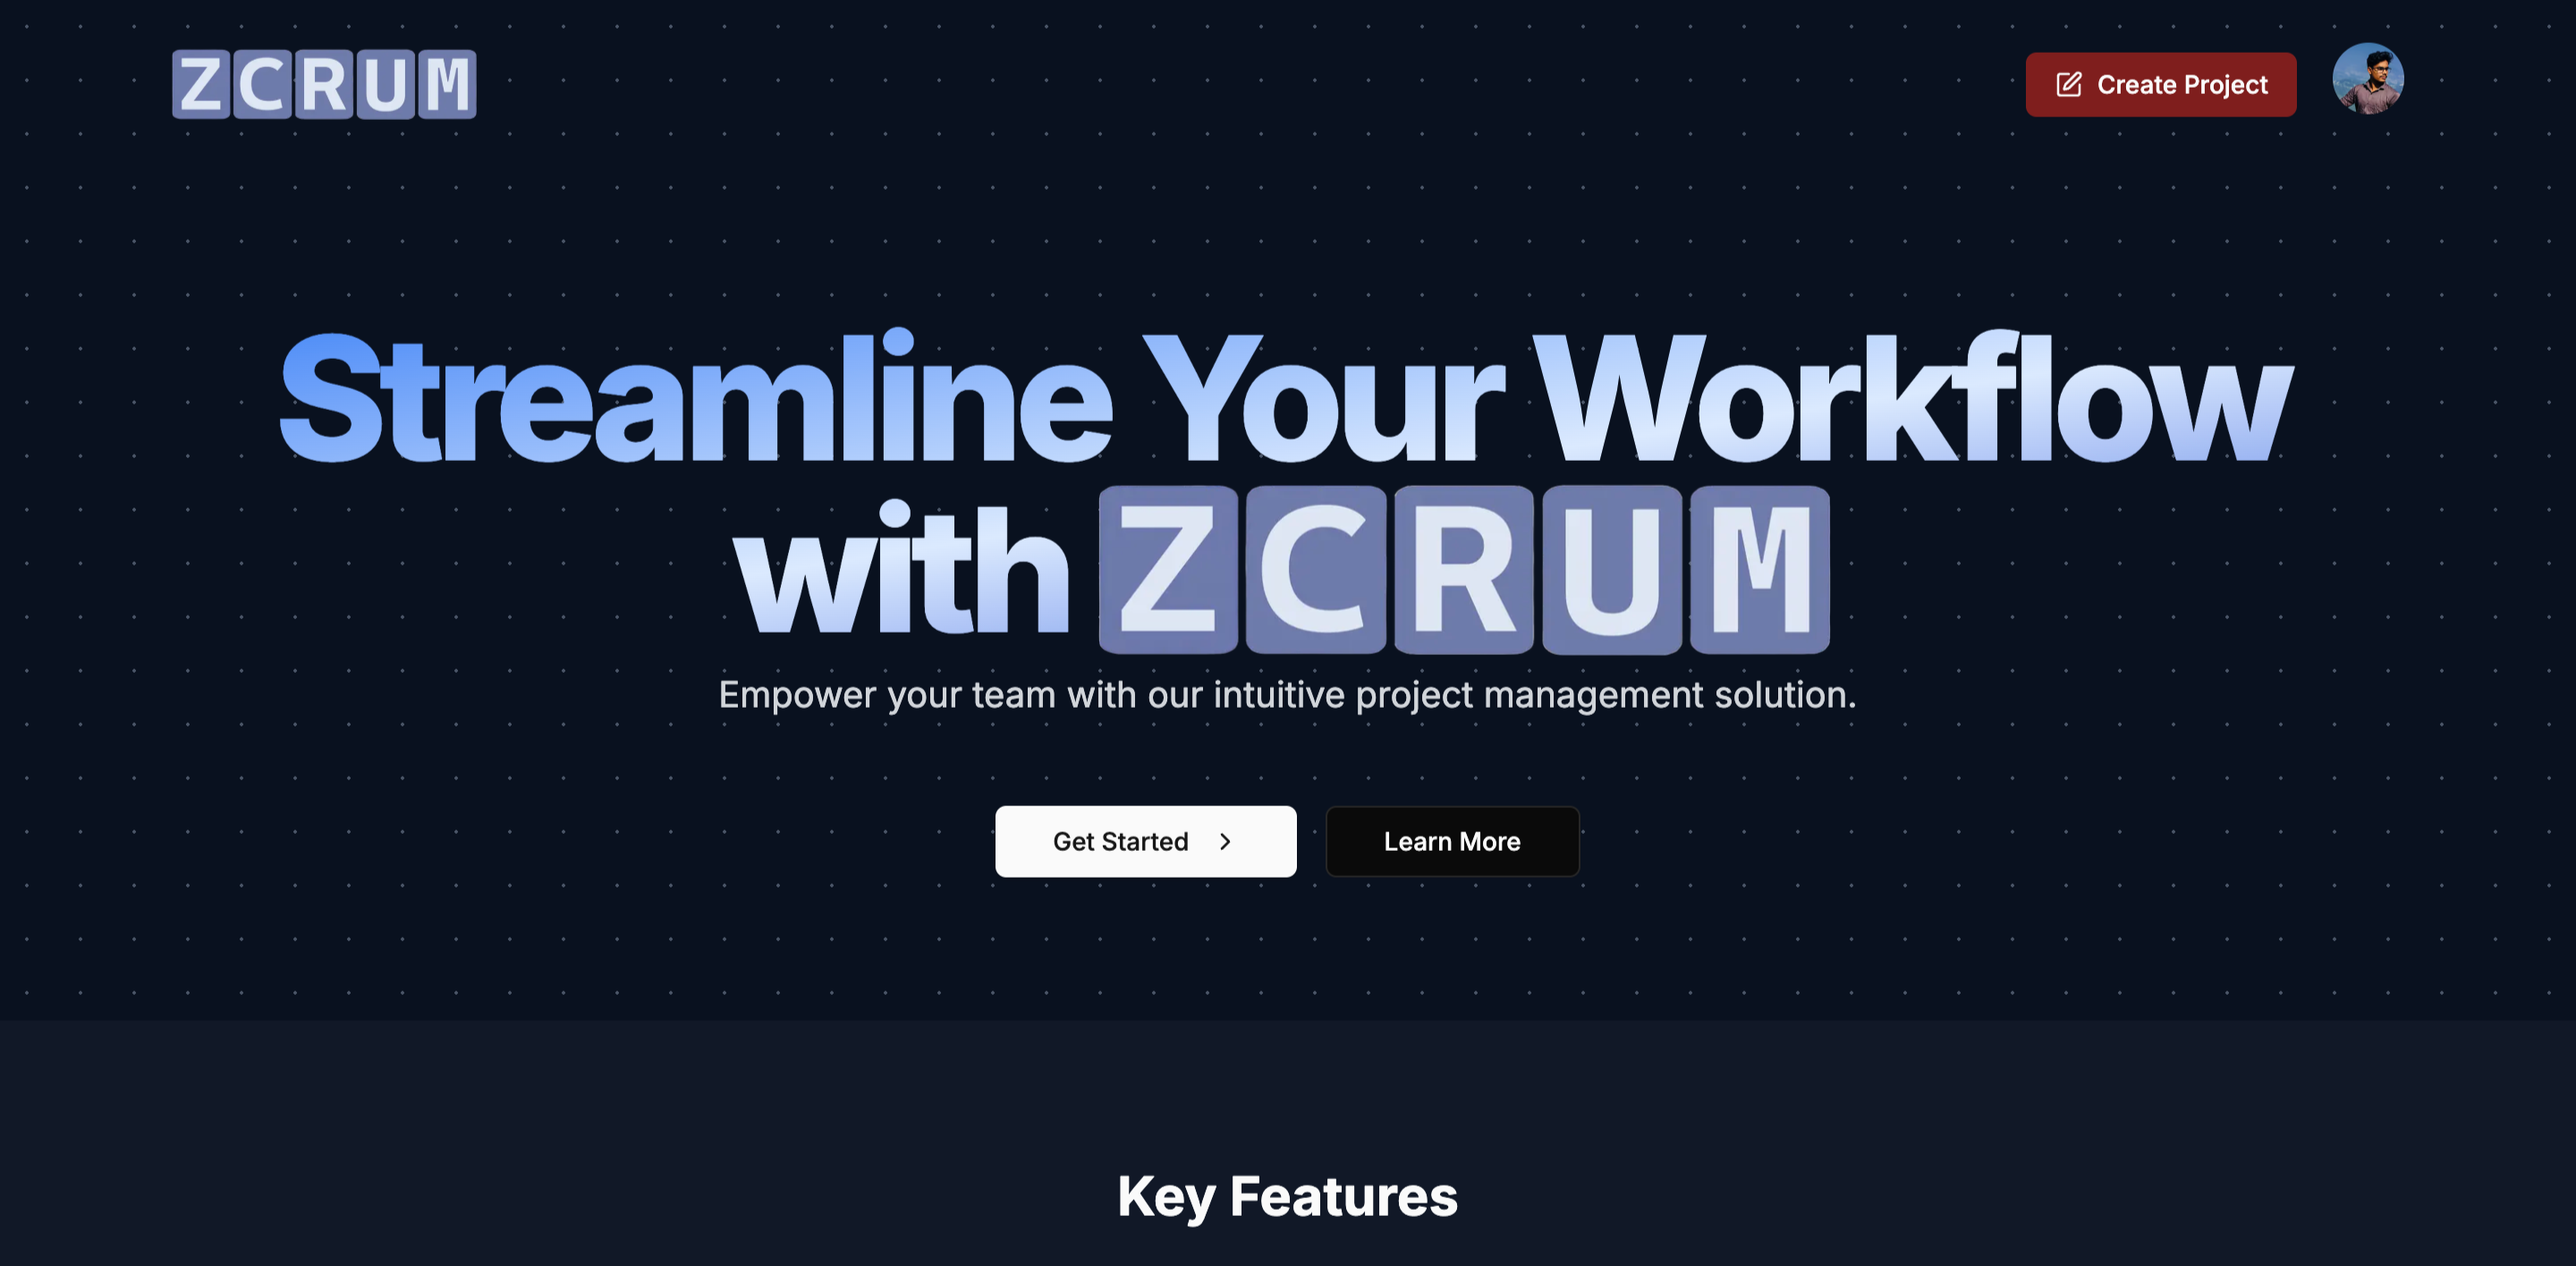 ZCRUM
Create Project
Streamline Your Workflow
with ZCRUM
Empower your team with our intuitive project management solution.
Get Started
Learn More
Key Features